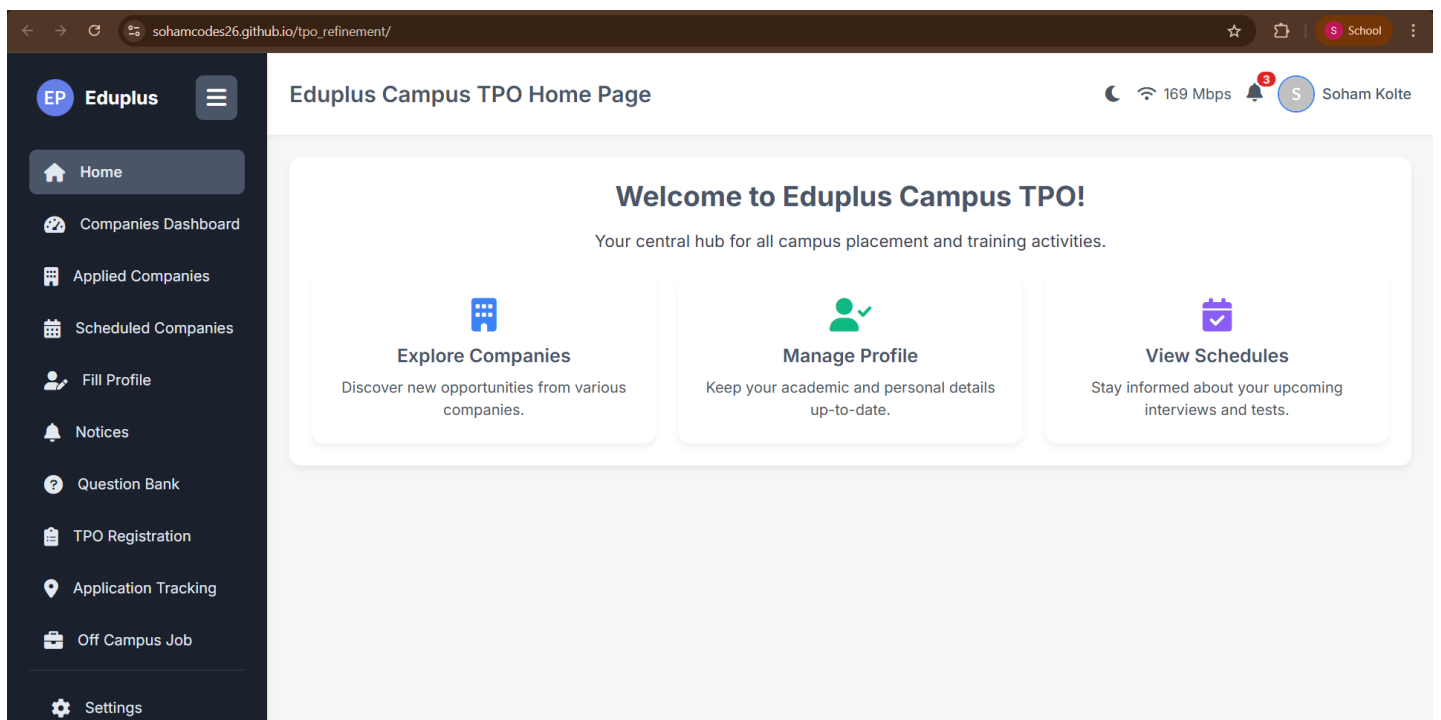 sohamcodes26.github.io/tpo_refinement/
S School
EP Eduplus
Home
Companies Dashboard
Applied Companies
Scheduled Companies
Fill Profile
Notices
Question Bank
TPO Registration
Application Tracking
Off Campus Job
Settings
Eduplus Campus TPO Home Page
169 Mbps
3
S
Soham Kolte
Welcome to Eduplus Campus TPO!
Your central hub for all campus placement and training activities.
Explore Companies
Discover new opportunities from various
companies.
Manage Profile
Keep your academic and personal details
up-to-date.
View Schedules
Stay informed about your upcoming
interviews and tests.